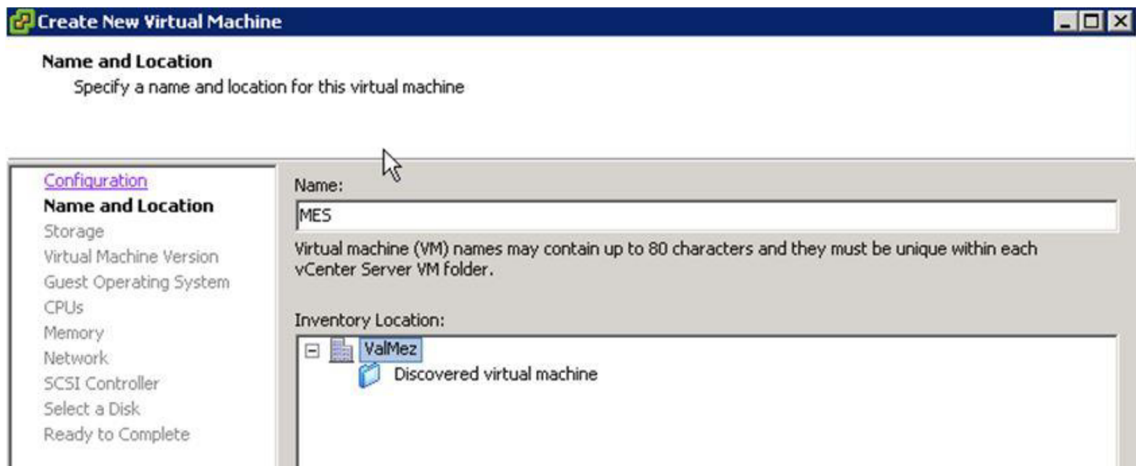 Create New Virtual Machine
Name and Location
Specify a name and location for this virtual machine
Configuration
Name and Location
Storage
Virtual Machine Version
Guest Operating System
CPUs
Memory
Network
SCSI Controller
Select a Disk
Ready to Complete
Name:
MES
Virtual machine (VM) names may contain up to 80 characters and they must be unique within each
vCenter Server VM folder.
Inventory Location:
ValMez
Discovered virtual machine